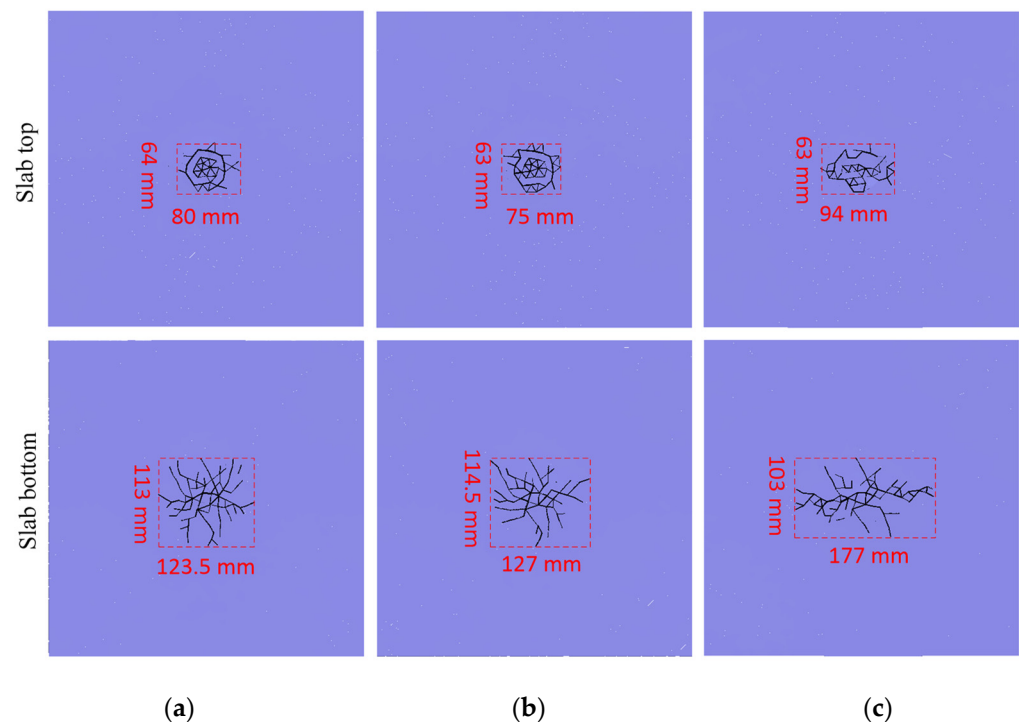 Slab top
64 mm
80 mm
63 mm
75 mm
63 mm
94 mm
Slab bottom
113 mm
123.5 mm
114.5 mm
127 mm
103 mm
177 mm
(a)
(b)
(c)